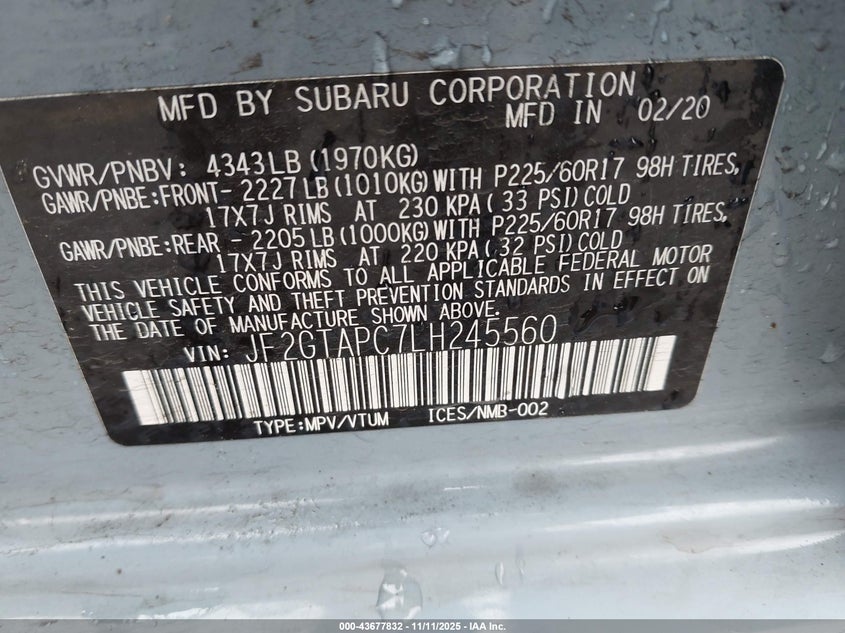 MFD BY SUBARU CORPORATION
MFD IN 02/20
GVWR/PNBV: 4343LB(1970KG)
GAWR/PNBE:FRONT- 2227LB(1010KG)WITH P225/60R17 98H TIRES,
17X7J RIMS AT 230 KPA( 33 PSI)COLD
GAWR/PNBE:REAR - 2205LB(1000KG)WITH P225/60R17 98H TIRES,
17X7J RIMS AT 220 KPA( 32 PSI)COLD
THIS VEHICLE CONFORMS TO ALL APPLICABLE FEDERAL MOTOR
VEHICLE SAFETY AND THEFT PREVENTION STANDARDS IN EFFECT ON
THE DATE OF MANUFACTURE SHOWN ABOVE.
VIN: JF2GTAPC7LH245560
TYPE:MPV/VTUM ICES/NMB-002
000-43677832 - 11/11/2025 - IAA Inc.